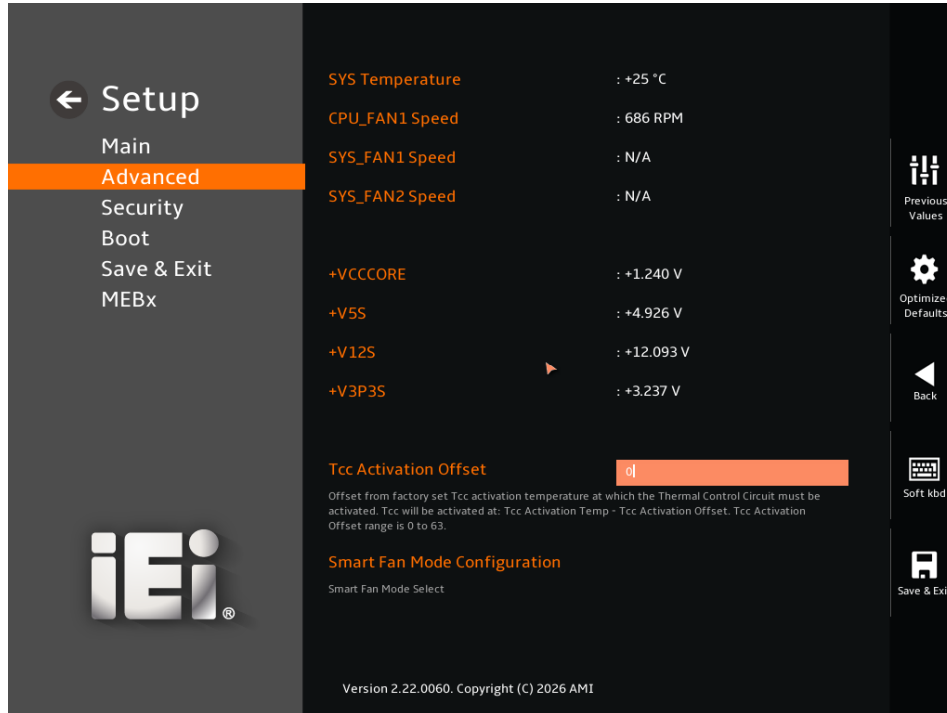 Setup
Main
Advanced
Security
Boot
Save & Exit
MEBx
SYS Temperature : +25 °C
CPU_FAN1 Speed : 686 RPM
SYS_FAN1 Speed : N/A
SYS_FAN2 Speed : N/A
+VCCCORE : +1.240 V
+V5S : +4.926 V
+V12S : +12.093 V
+V3P3S : +3.237 V
Tcc Activation Offset 0
Offset from factory set Tcc activation temperature at which the Thermal Control Circuit must be
activated. Tcc will be activated at: Tcc Activation Temp - Tcc Activation Offset. Tcc Activation
Offset range is 0 to 63.
Smart Fan Mode Configuration
Smart Fan Mode Select
Version 2.22.0060. Copyright (C) 2026 AMI
Previous
Values
Optimize
Defaults
Back
Soft kbd
Save & Exi
iEi®